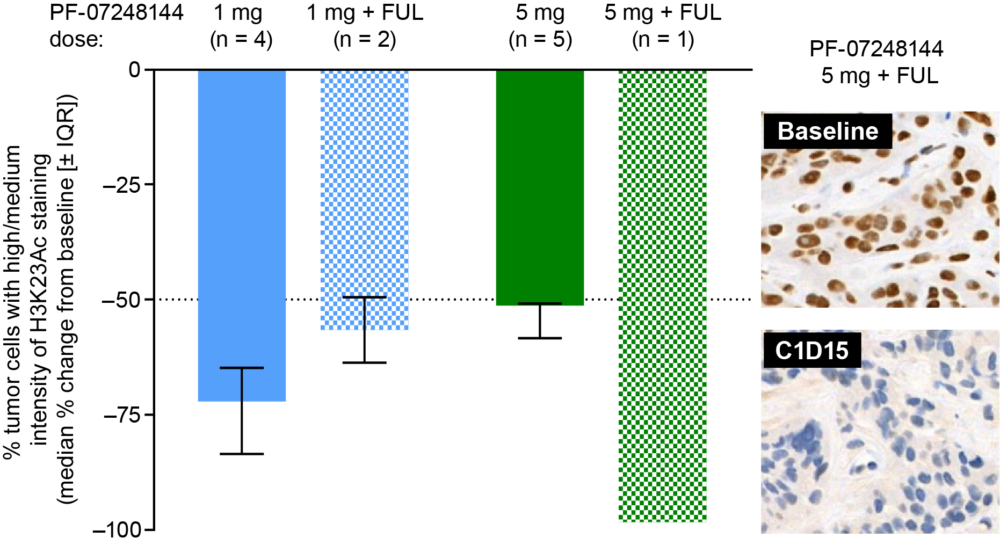 PF-07248144 1 mg 1 mg + FUL 5 mg 5 mg + FUL
dose: (n = 4) (n = 2) (n = 5) (n = 1)
PF-07248144
5 mg + FUL
% tumor cells with high/medium
intensity of H3K23Ac staining
(median % change from baseline [± IQR])
0
–25
–50
–75
–100
Baseline
C1D15